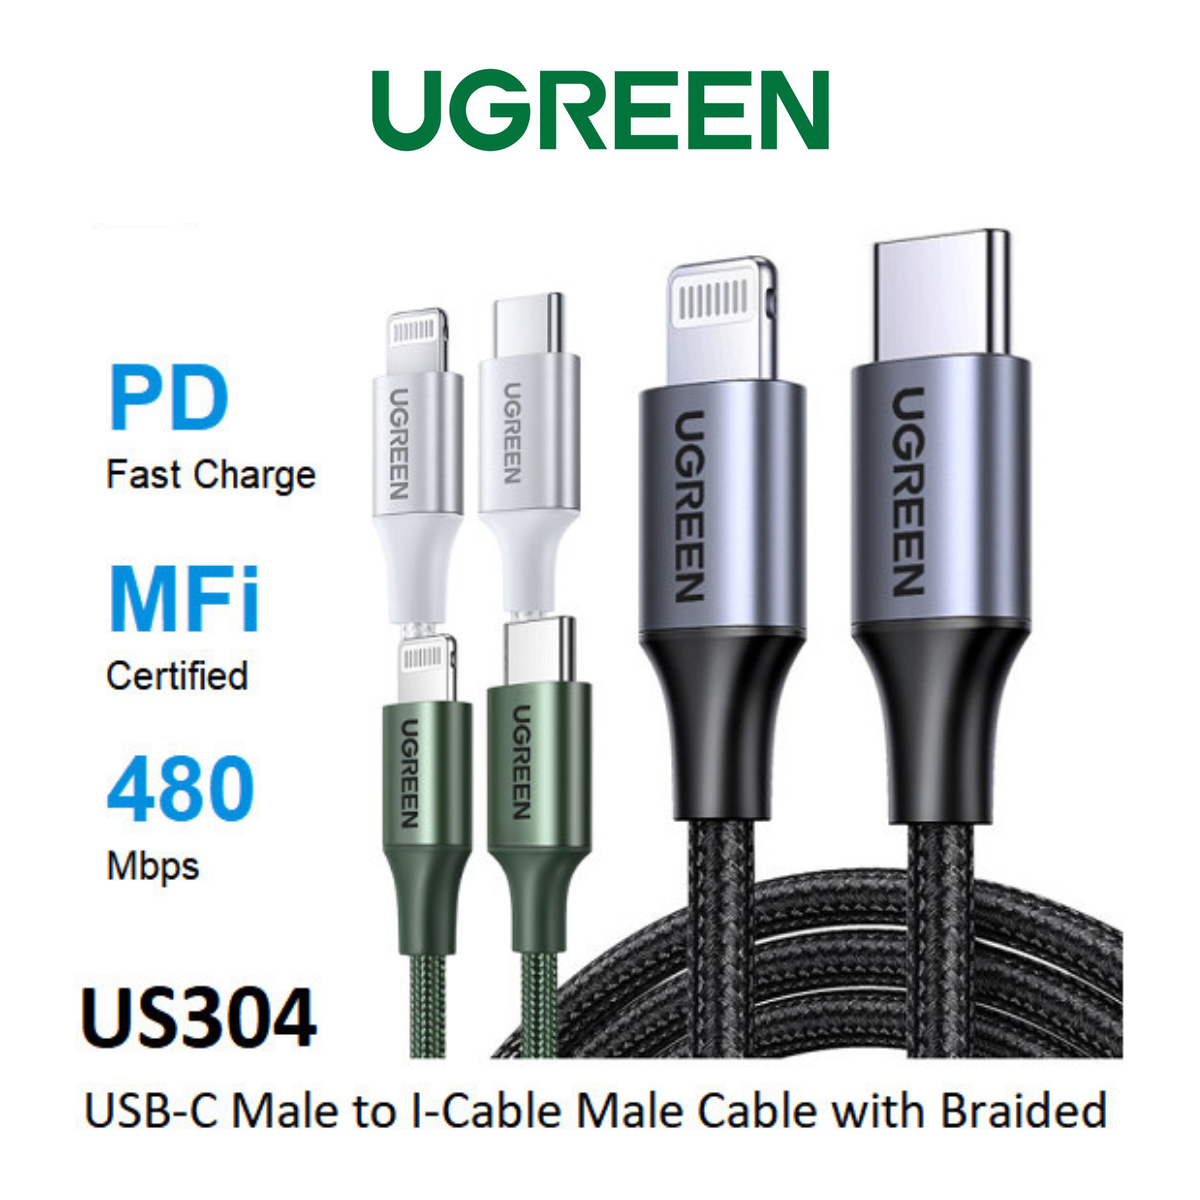 UGREEN
PD
Fast Charge
MFi
Certified
480
Mbps
UGREEN
UGREEN
UGREEN
UGREEN
UGREEN
UGREEN
US304
USB-C Male to I-Cable Male Cable with Braided